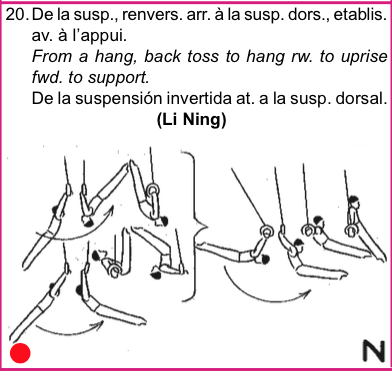 20. De la susp., renvers. arr. à la susp. dors., etablis.
av. à l'appui.
From a hang, back toss to hang rw. to uprise
fwd. to support.
De la suspensión invertida at. a la susp. dorsal.
(Li Ning)
N